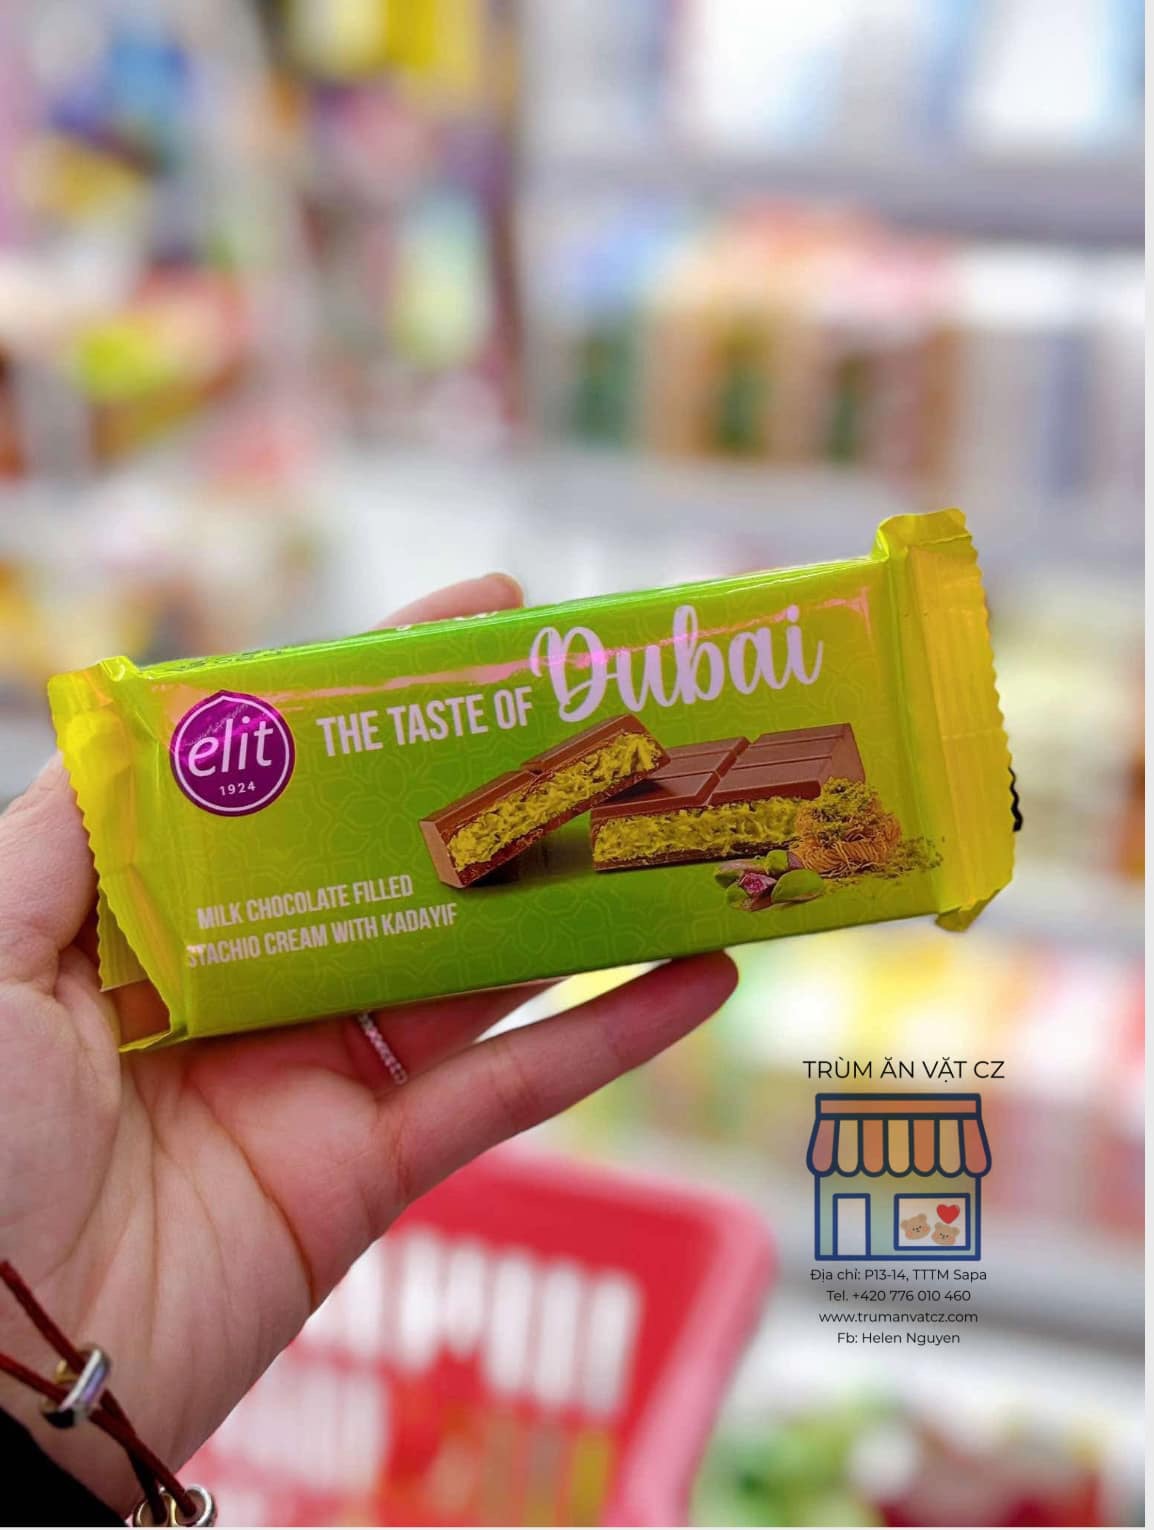 THE TASTE OF Dubai
elit
1924
MILK CHOCOLATE FILLED
STACHIO CREAM WITH KADAYIF
TRÙM ĂN VẶT CZ
Địa chỉ: P13-14, TTTM Sapa
Tel. +420 776 010 460
www.trumanvatcz.com
Fb: Helen Nguyen